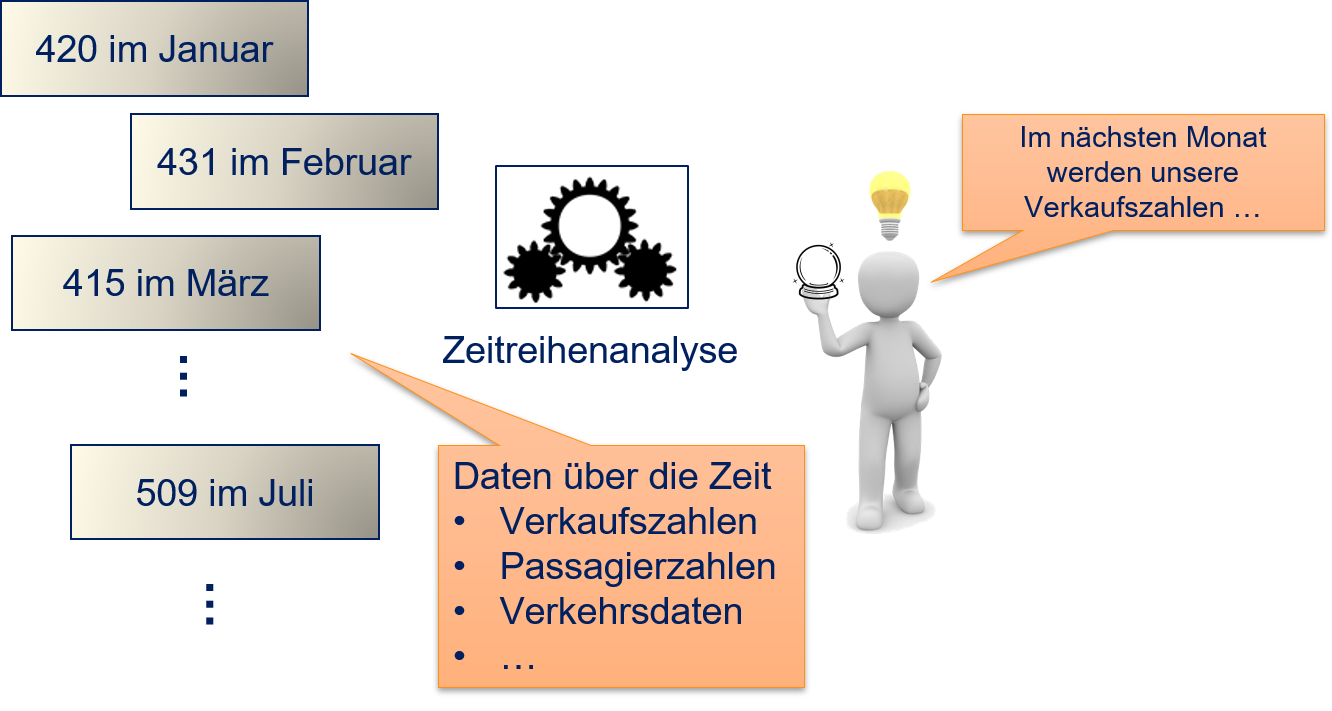 420 im Januar
431 im Februar
415 im März
⋮
509 im Juli
⋮
Zeitreihenanalyse
Daten über die Zeit
• Verkaufszahlen
• Passagierzahlen
• Verkehrsdaten
• …
Im nächsten Monat
werden unsere
Verkaufszahlen …